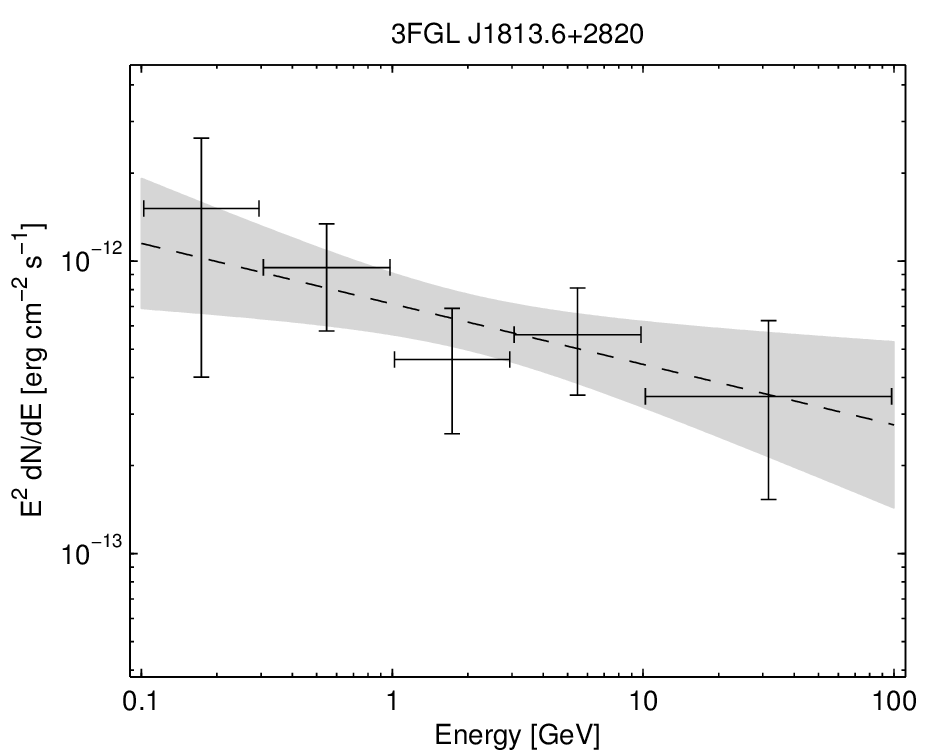 3FGL J1813.6+2820
E² dN/dE [erg cm⁻² s⁻¹]
10⁻¹²
10⁻¹³
0.1 1 10 100
Energy [GeV]